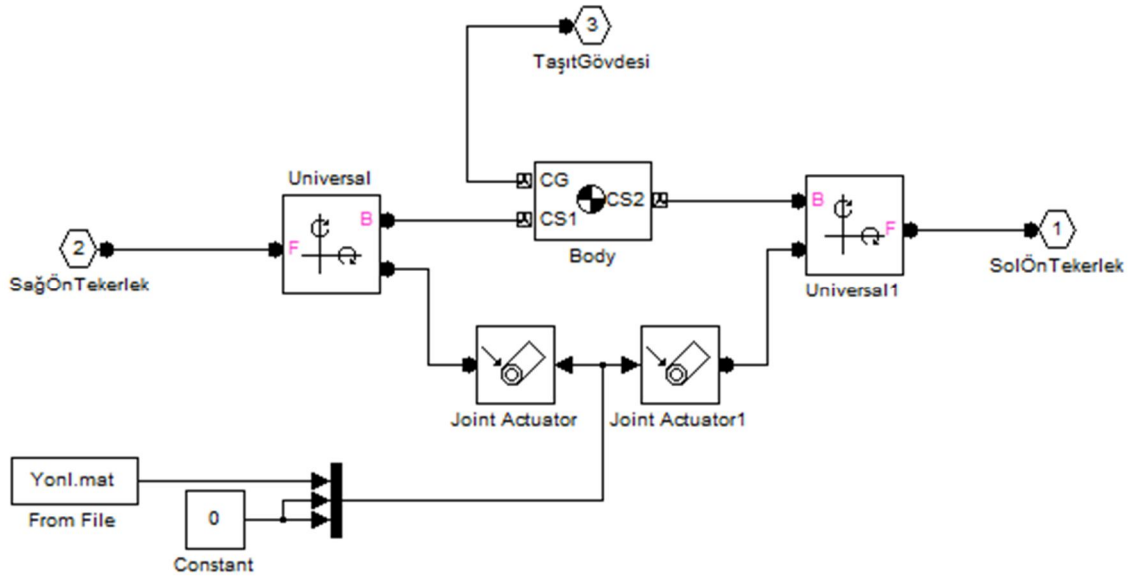 3
TaşıtGövdesi
Universal
B
F
2
SağÖnTekerlek
CG
CS1
CS2
Body
B
F
Universal1
1
SolÖnTekerlek
Joint Actuator
Joint Actuator1
YonI.mat
From File
0
Constant